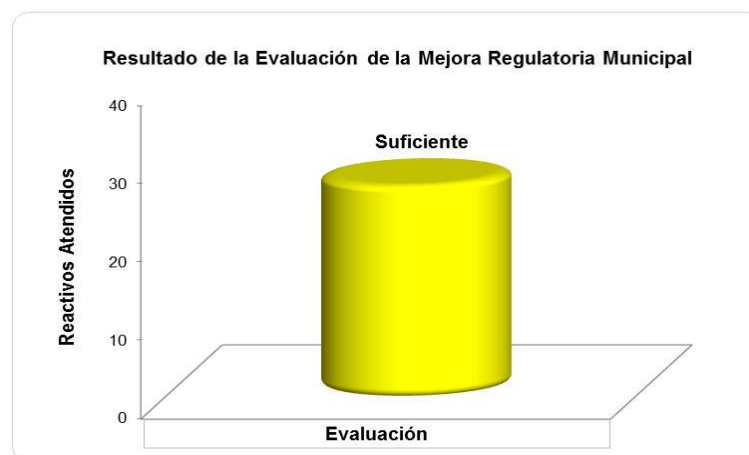 Resultado de la Evaluación de la Mejora Regulatoria Municipal
40
Suficiente
30
20
10
0
Reactivos Atendidos
Evaluación